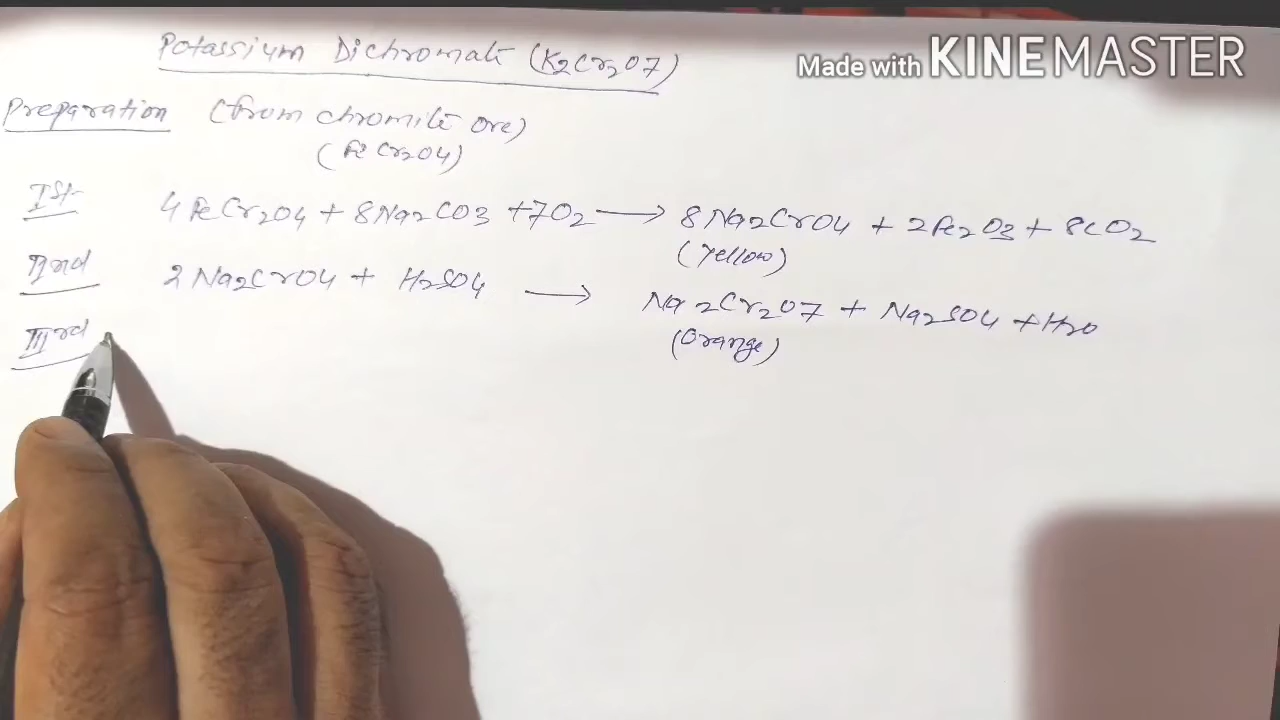 Potassium Dichromate (K2Cr2O7)
Made with KINEMASTER
Preparation (from chromite ore)
(FeCr2O4)
Ist 4FeCr2O4 + 8Na2CO3 + 7O2 → 8Na2CrO4 + 2Fe2O3 + 8CO2
(Yellow)
IInd 2Na2CrO4 + H2SO4 → Na2Cr2O7 + Na2SO4 + H2O
(Orange)
IIIrd